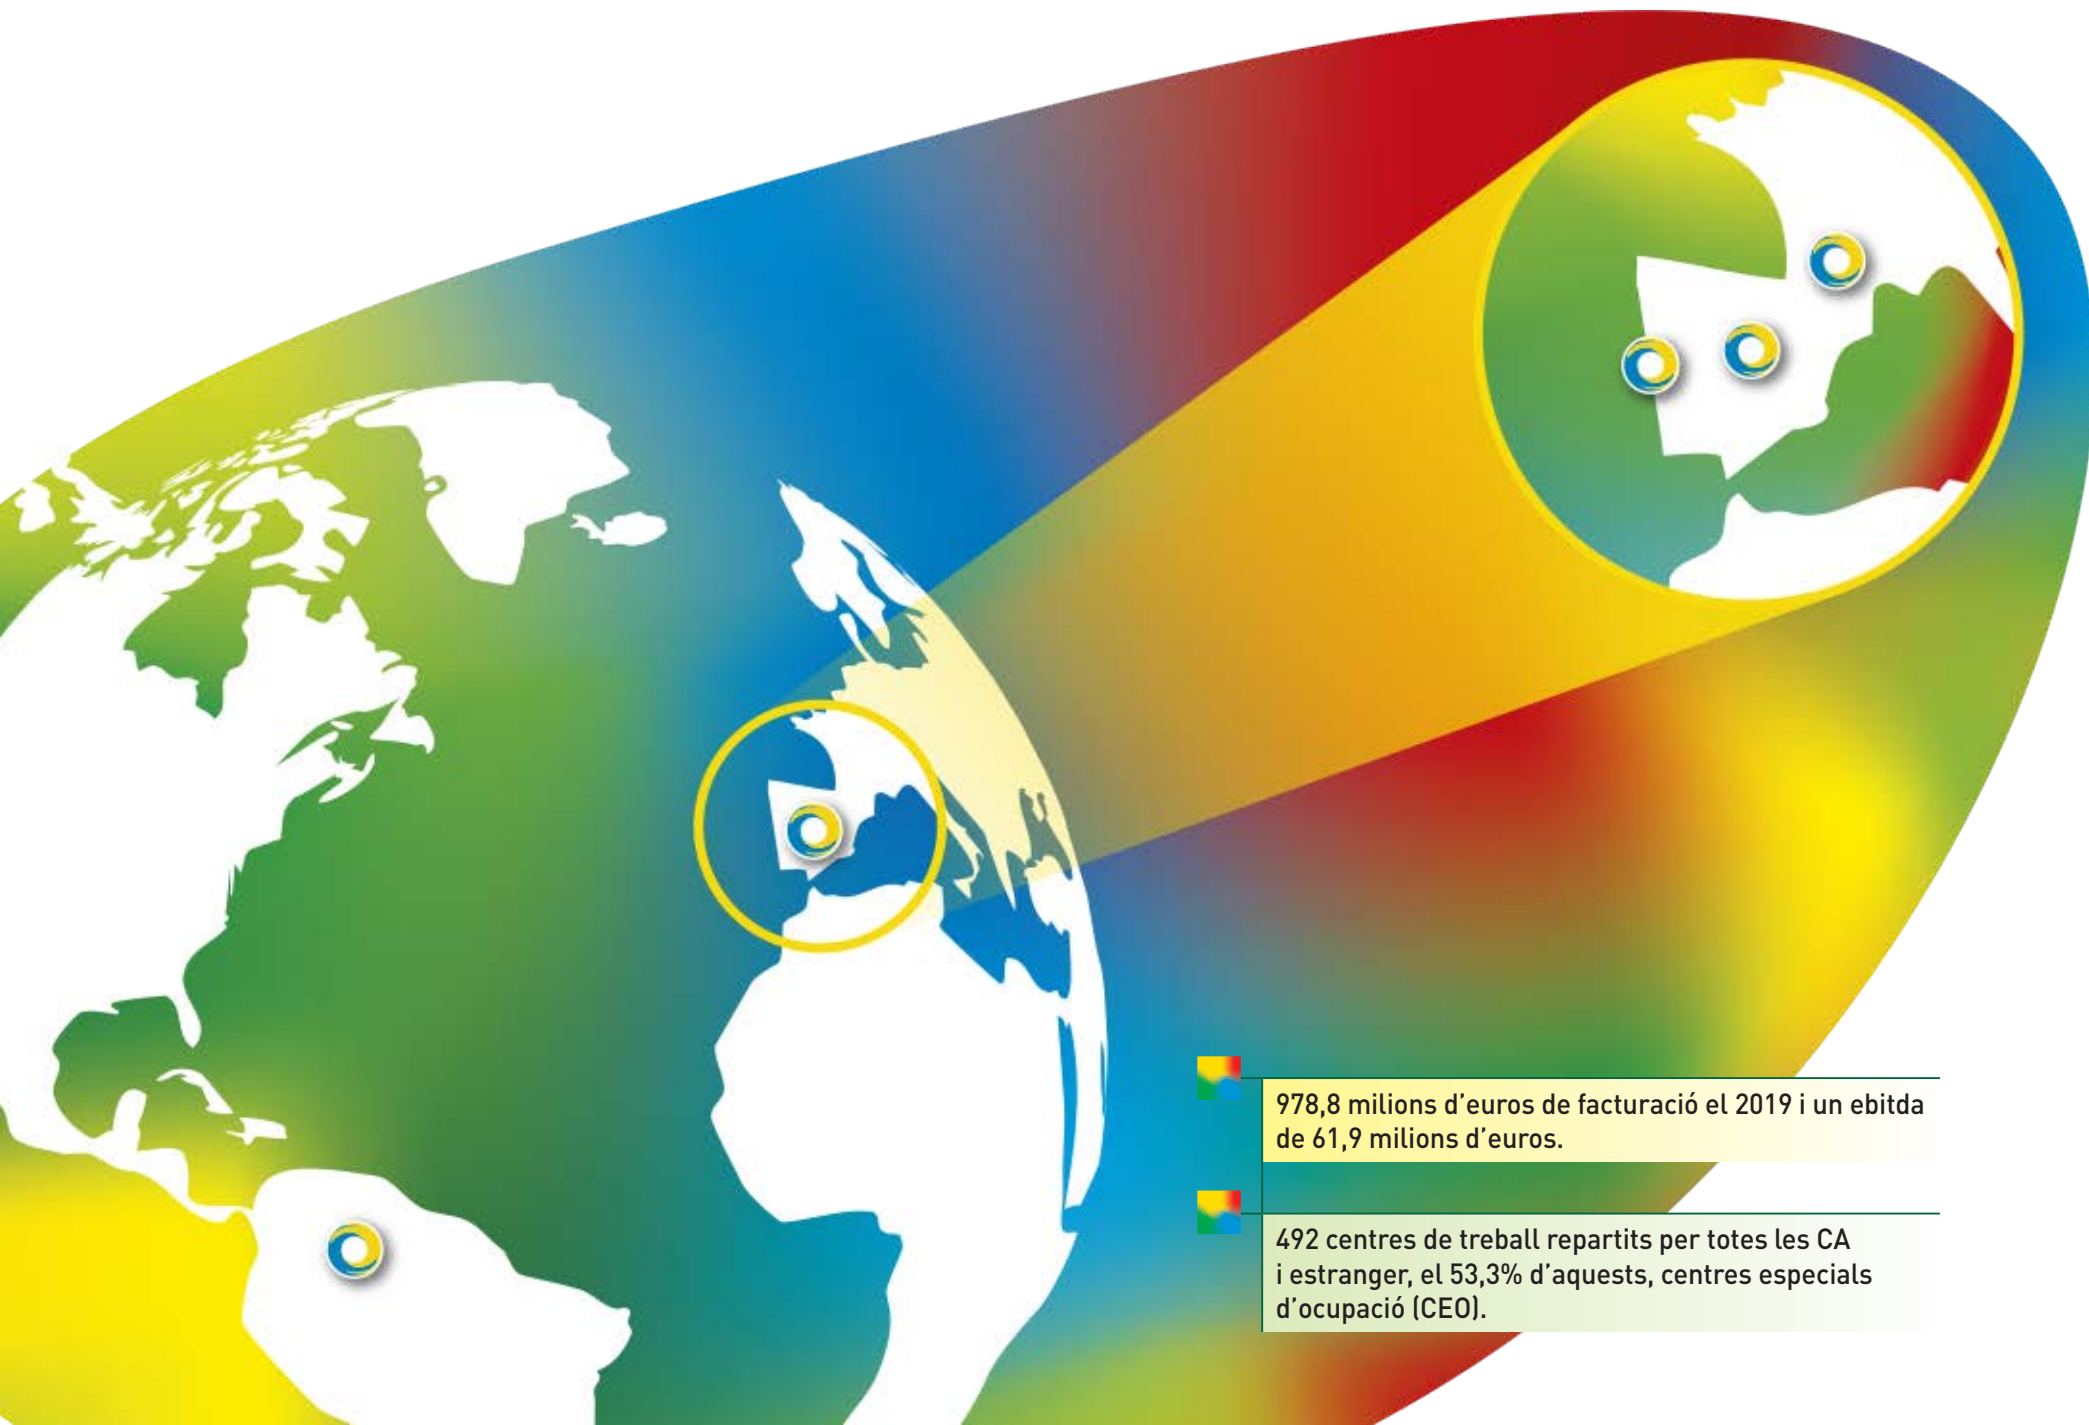 978,8 milions d’euros de facturació el 2019 i un ebitda
de 61,9 milions d’euros.
492 centres de treball repartits per totes les CA
i estranger, el 53,3% d’aquests, centres especials
d’ocupació (CEO).